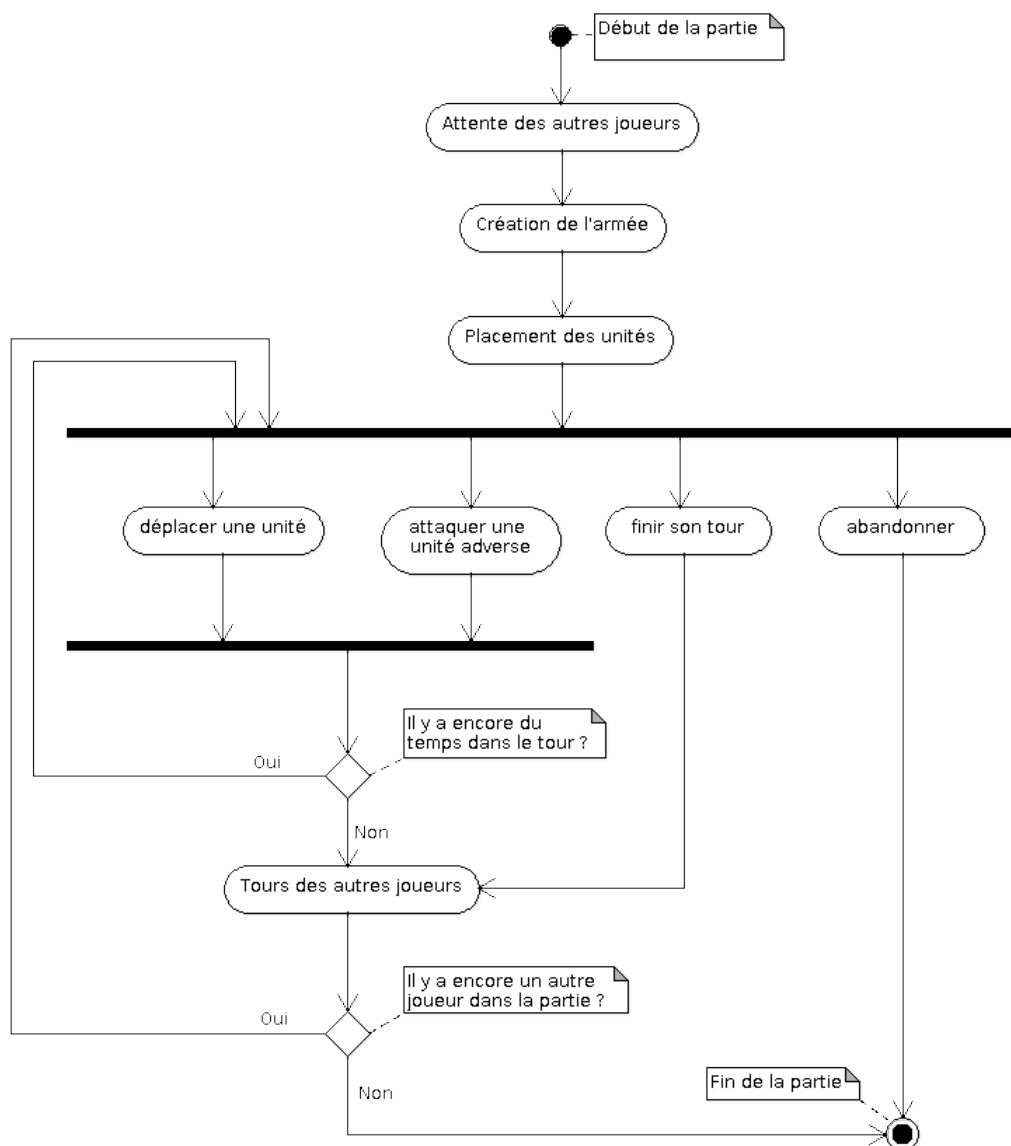 Début de la partie
Attente des autres joueurs
Création de l'armée
Placement des unités
déplacer une unité
attaquer une
unité adverse
finir son tour
abandonner
Il y a encore du
temps dans le tour ?
Oui
Non
Tours des autres joueurs
Il y a encore un autre
joueur dans la partie ?
Oui
Non
Fin de la partie